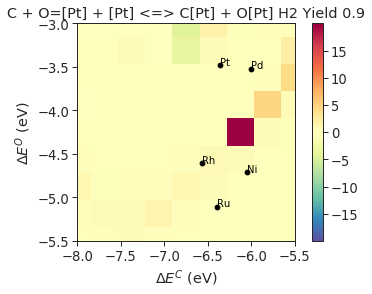 C + O=[Pt] + [Pt] <=> C[Pt] + O[Pt] H2 Yield 0.9
−3.0
−3.5
−4.0
−4.5
−5.0
−5.5
ΔE^O (eV)
Pt
Pd
Rh
Ni
Ru
−8.0 −7.5 −7.0 −6.5 −6.0 −5.5
ΔE^C (eV)
15
10
5
0
−5
−10
−15